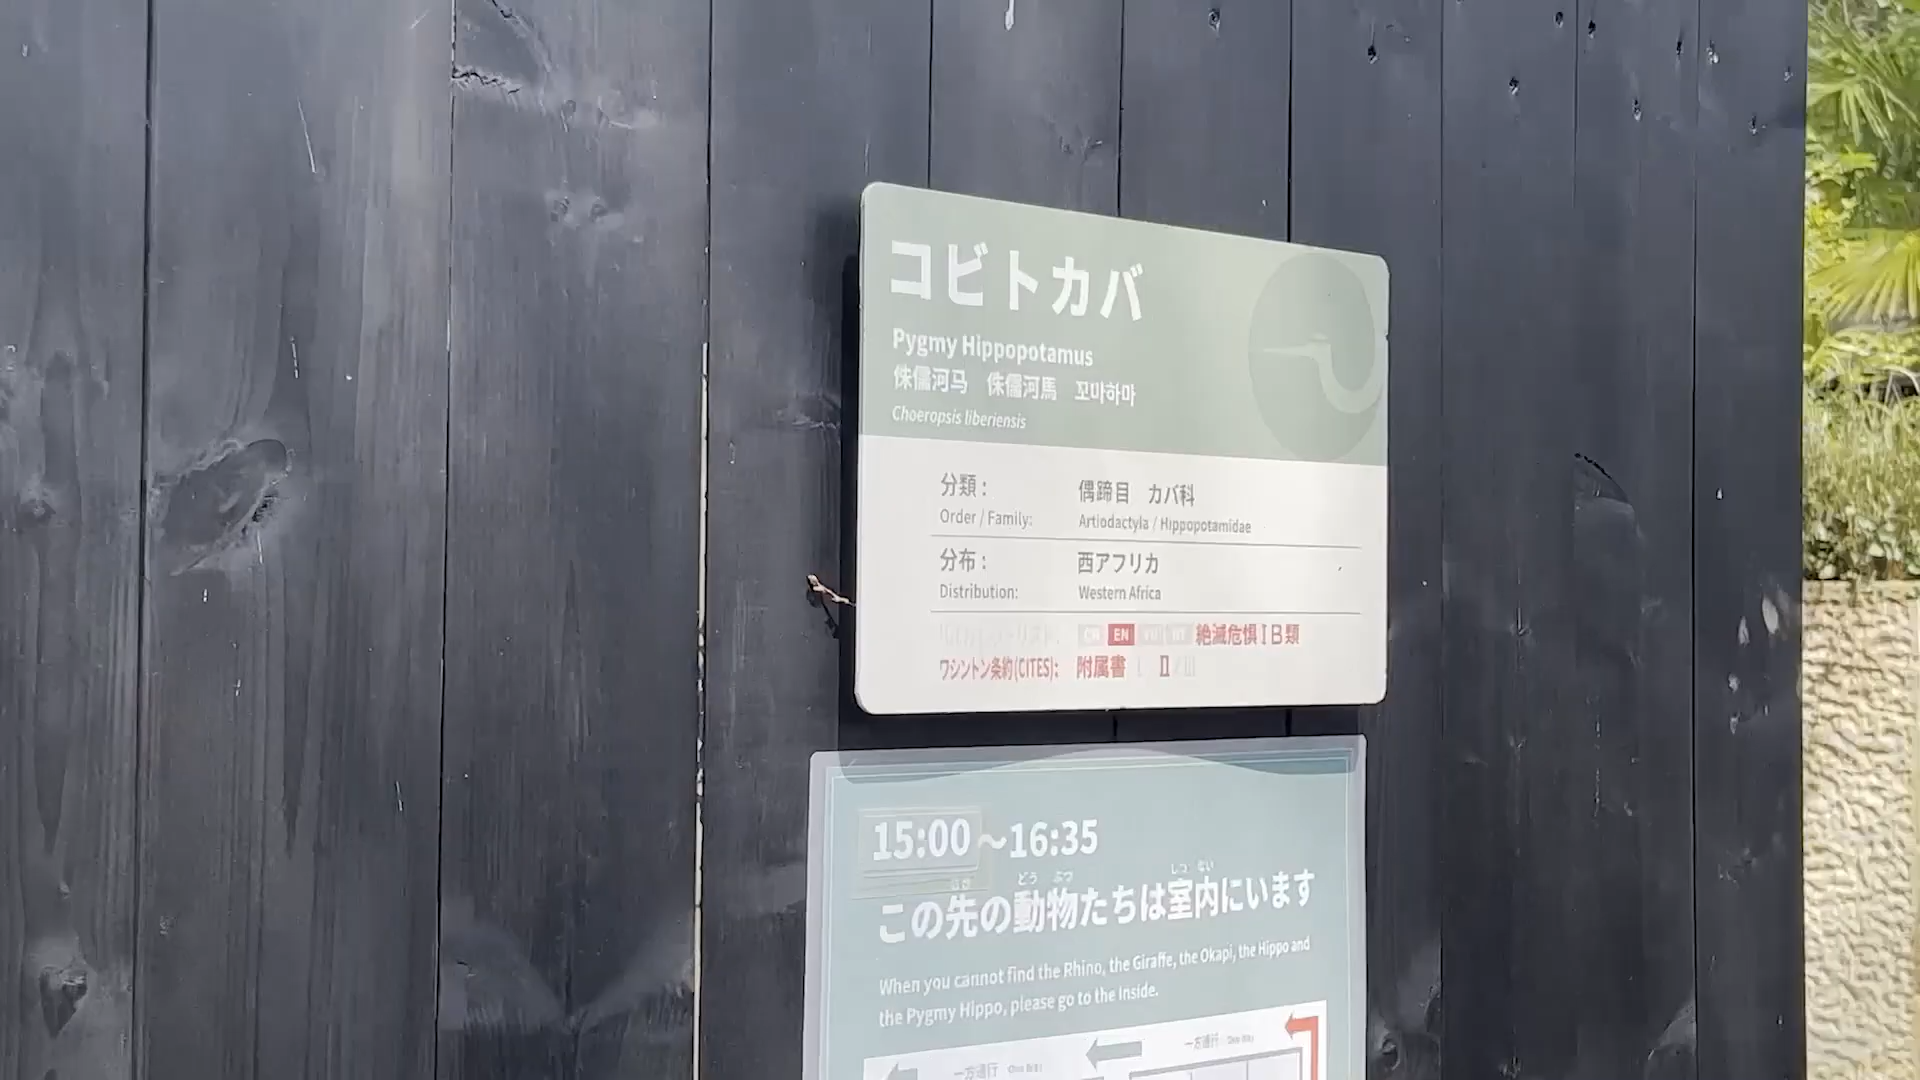 コビトカバ
Pygmy Hippopotamus
侏儒河马 侏儒河馬 꼬마하마
Choeropsis liberiensis
分類: 偶蹄目 カバ科
Order / Family: Artiodactyla / Hippopotamidae
分布: 西アフリカ
Distribution: Western Africa
EN 絶滅危惧ⅠB類
ワシントン条約(CITES): 附属書 Ⅰ Ⅱ / Ⅲ
15:00~16:35
この先の動物たちは室内にいます
When you cannot find the Rhino, the Giraffe, the Okapi, the Hippo and
the Pygmy Hippo, please go to the Inside.
一方通行 One Way
一方通行 One Way